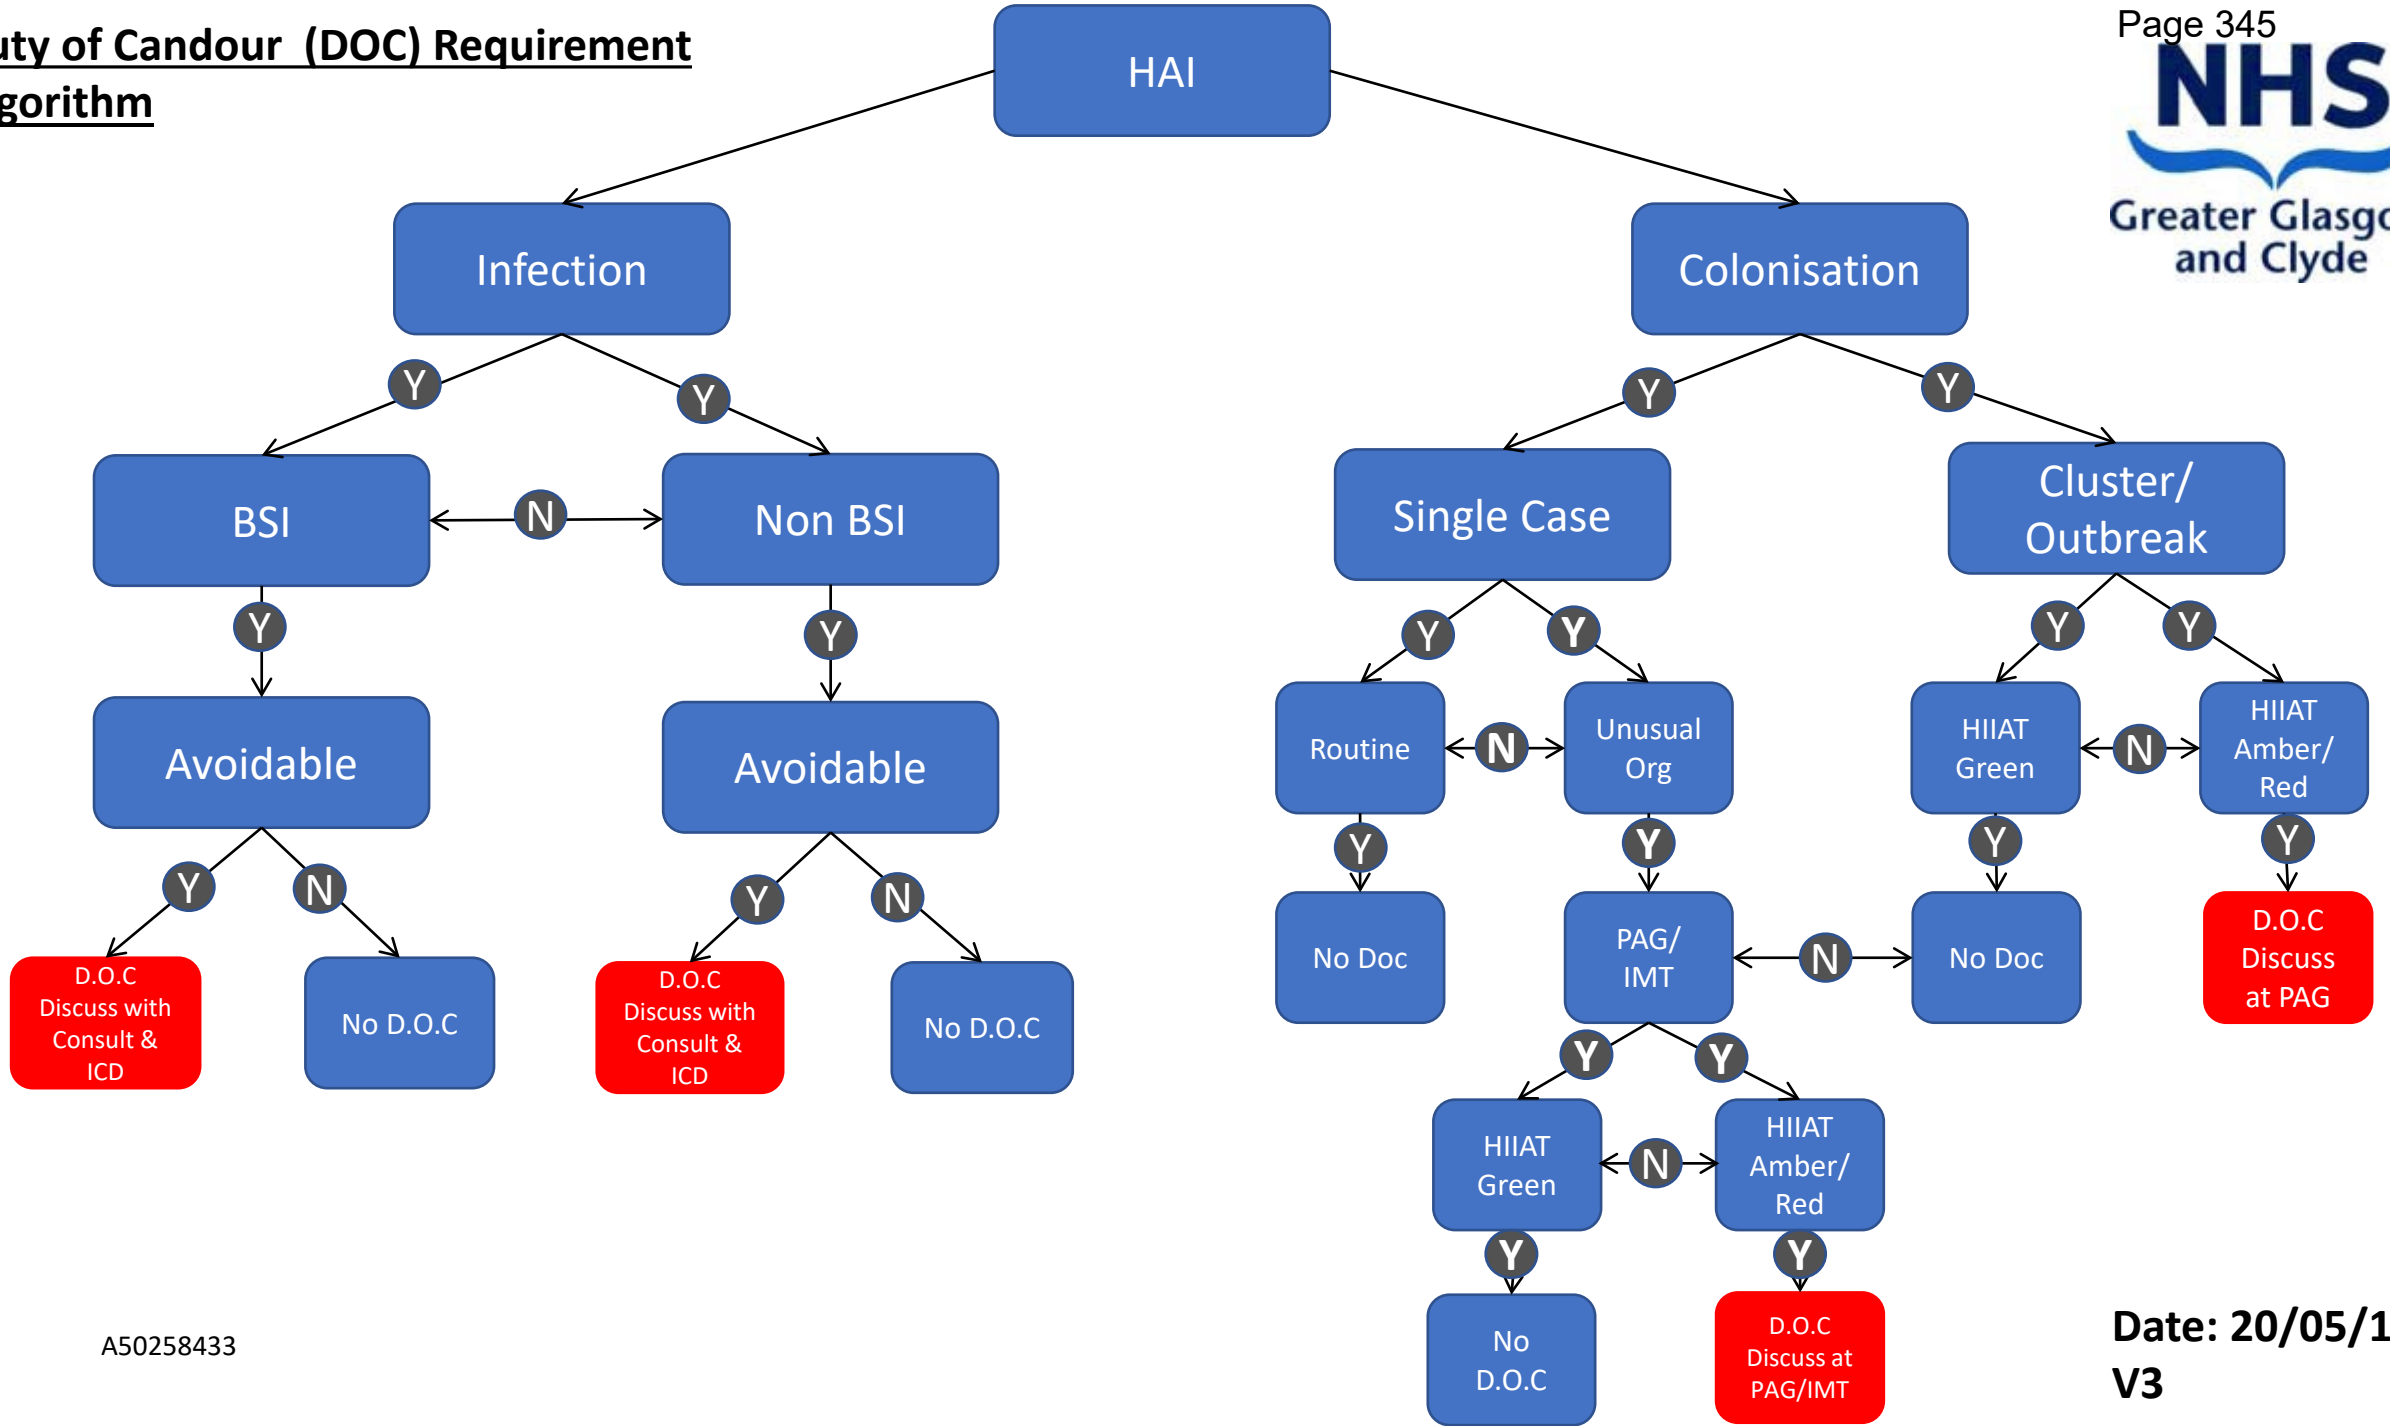 Page 345
uty of Candour (DOC) Requirement
gorithm
NHS
Greater Glasgo
and Clyde
HAI
Infection
Colonisation
Y
Y
Y
Y
BSI
N
Non BSI
Single Case
Cluster/
Outbreak
Y
Y
Y
Y
Y
Y
Avoidable
Avoidable
Routine
N
Unusual
Org
HIIAT
Green
N
HIIAT
Amber/
Red
Y
N
Y
N
Y
Y
Y
Y
D.O.C
Discuss with
Consult &
ICD
No D.O.C
D.O.C
Discuss with
Consult &
ICD
No D.O.C
No Doc
PAG/
IMT
N
No Doc
D.O.C
Discuss
at PAG
Y
Y
HIIAT
Green
N
HIIAT
Amber/
Red
Y
Y
No
D.O.C
D.O.C
Discuss at
PAG/IMT
A50258433
Date: 20/05/1
V3